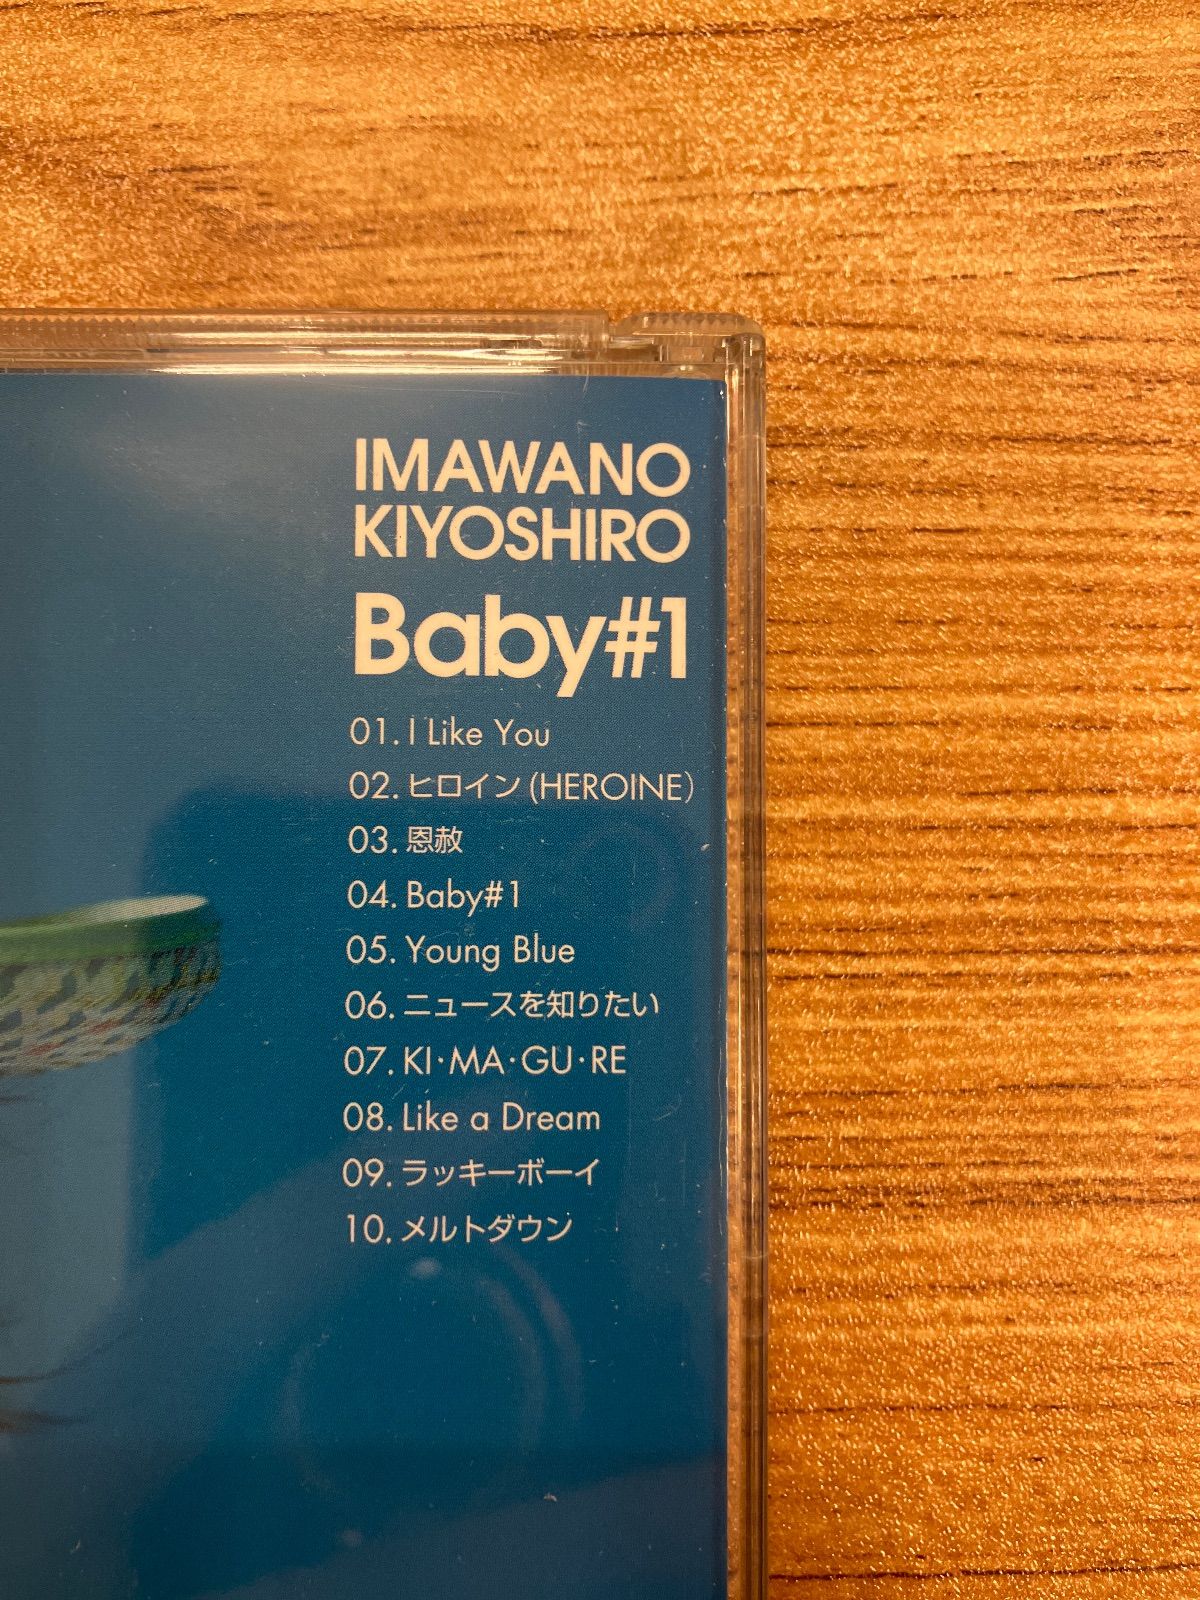 IMAWANO
KIYOSHIRO
Baby#1
01. I Like You
02. ヒロイン (HEROINE)
03. 恩赦
04. Baby#1
05. Young Blue
06. ニュースを知りたい
07. KI・MA・GU・RE
08. Like a Dream
09. ラッキーボーイ
10. メルトダウン